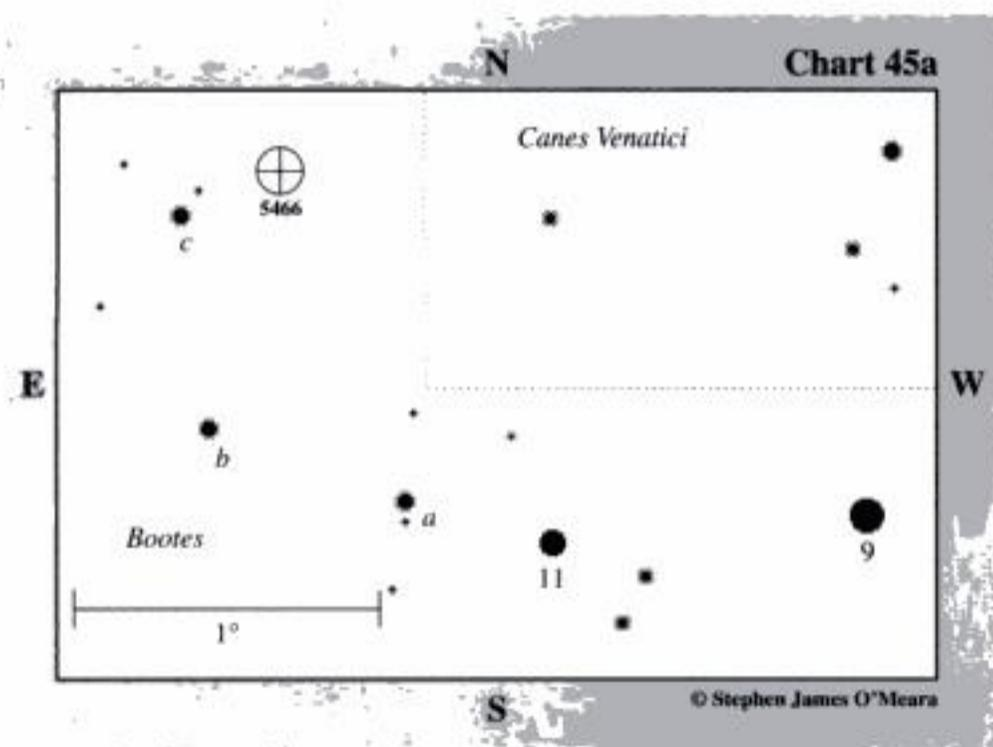 N
Chart 45a
Canes Venatici
5466
c
E
W
b
a
Bootes
11
9
1°
S
© Stephen James O'Meara